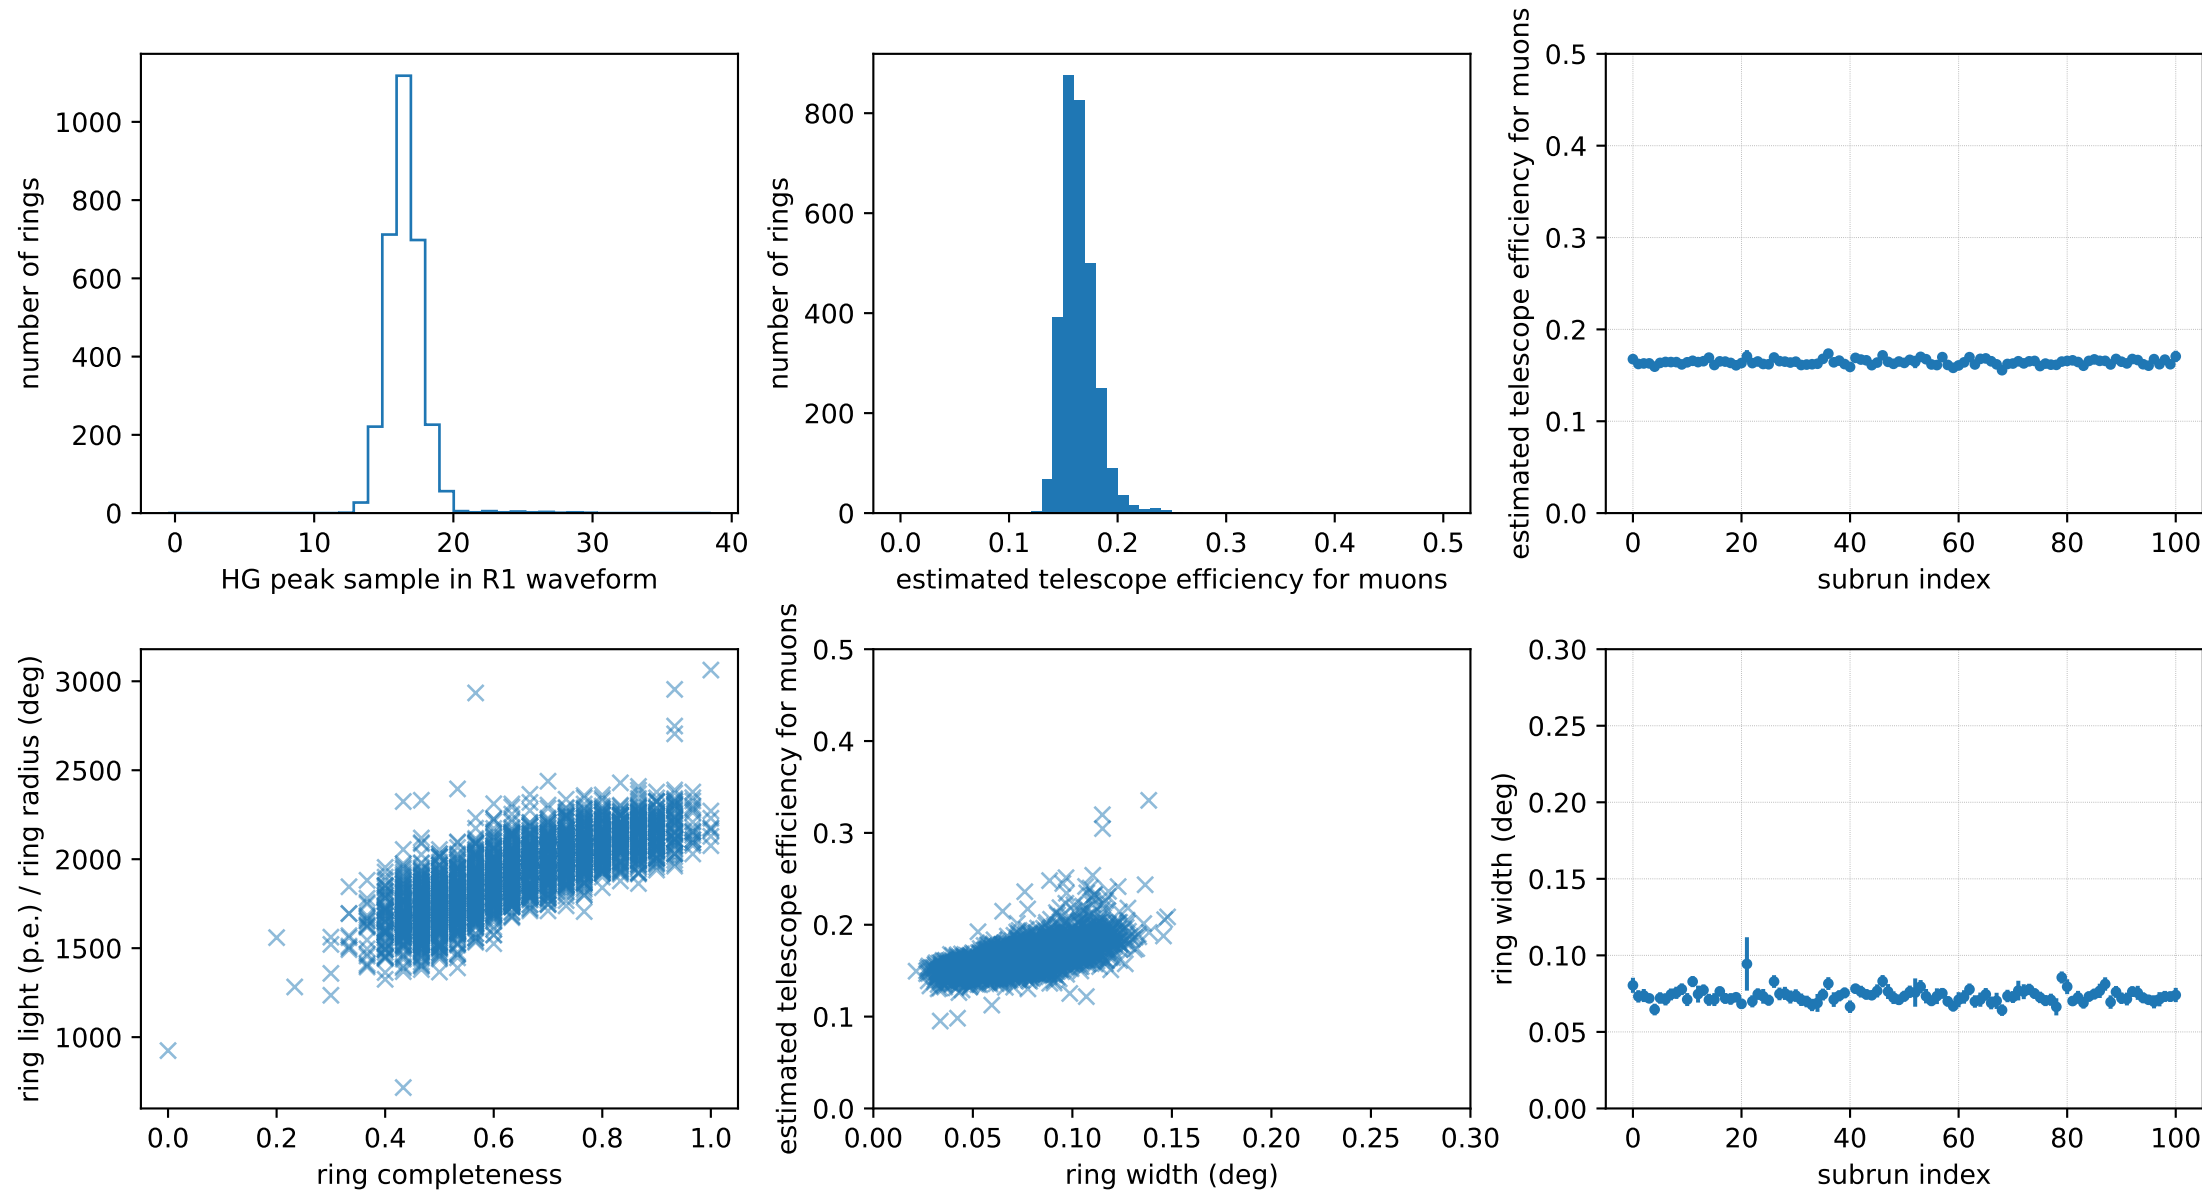 number of rings
1000
800
600
400
200
0
0 10 20 30 40
HG peak sample in R1 waveform
number of rings
800
600
400
200
0
0.0 0.1 0.2 0.3 0.4 0.5
estimated telescope efficiency for muons
estimated telescope efficiency for muons
0.5
0.4
0.3
0.2
0.1
0.0
0 20 40 60 80 100
subrun index
ring light (p.e.) / ring radius (deg)
3000
2500
2000
1500
1000
0.0 0.2 0.4 0.6 0.8 1.0
ring completeness
estimated telescope efficiency for muons
0.5
0.4
0.3
0.2
0.1
0.0
0.00 0.05 0.10 0.15 0.20 0.25 0.30
ring width (deg)
ring width (deg)
0.30
0.25
0.20
0.15
0.10
0.05
0.00
0 20 40 60 80 100
subrun index